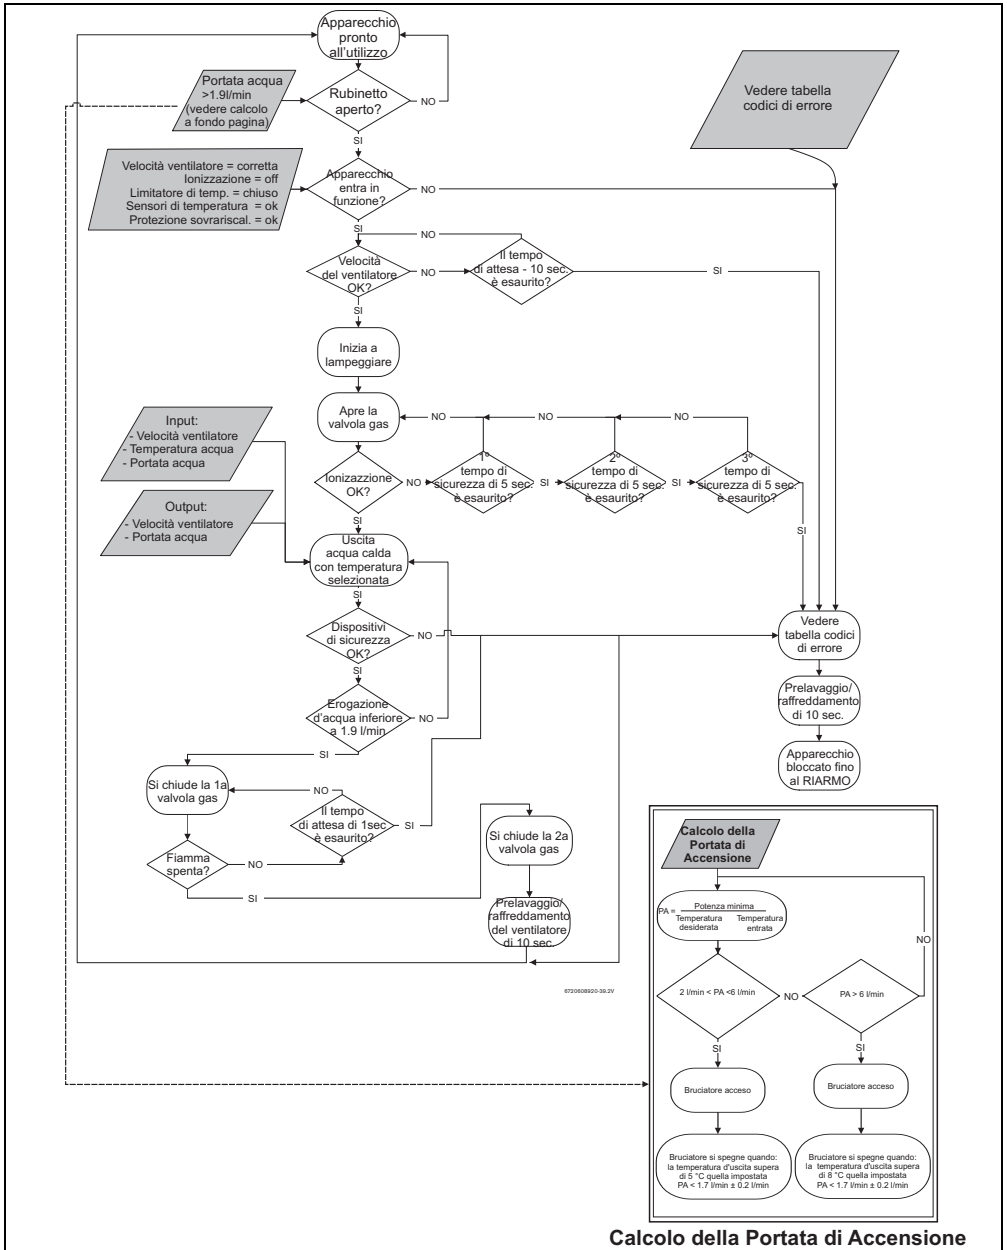 Apparecchio
pronto
all'utilizzo
Portata acqua
>1.9l/min
(vedere calcolo
a fondo pagina)
Rubinetto
aperto?
NO
SI
Vedere tabella
codici di errore
Velocità ventilatore = corretta
Ionizzazione = off
Limitatore di temp. = chiuso
Sensori di temperatura = ok
Protezione sovrariscal. = ok
Apparecchio
entra in
funzione?
NO
SI
NO
Velocità
del ventilatore
OK?
NO
Il tempo
di attesa - 10 sec.
è esaurito?
SI
SI
Inizia a
lampeggiare
Apre la
valvola gas
NO
NO
NO
Input:
- Velocità ventilatore
- Temperatura acqua
- Portata acqua
Ionizazzione
OK?
NO
1º
tempo di
sicurezza di 5 sec.
è esaurito?
SI
2º
tempo di
sicurezza di 5 sec.
è esaurito?
SI
3º
tempo di
sicurezza di 5 sec.
è esaurito?
SI
SI
Output:
- Velocità ventilatore
- Portata acqua
Uscita
acqua calda
con temperatura
selezionata
SI
Dispositivi
di sicurezza
OK?
NO
SI
Vedere
tabella codici
di errore
Erogazione
d'acqua inferiore
a 1.9 l/min
NO
SI
Prelavaggio/
raffreddamento
di 10 sec.
Apparecchio
bloccato fino
al RIARMO
Si chiude la 1a
valvola gas
NO
Il tempo
di attesa di 1sec
è esaurito?
SI
Fiamma
spenta?
NO
SI
Si chiude la 2a
valvola gas
Prelavaggio/
raffreddamento
del ventilatore
di 10 sec.
6720608920-39.2V
Calcolo della
Portata di
Accensione
PA =
Potenza minima
Temperatura
desiderata
Temperatura
entrata
NO
2 l/min < PA <6 l/min
NO
PA > 6 l/min
SI
SI
Bruciatore acceso
Bruciatore acceso
Bruciatore si spegne quando:
la temperatura d'uscita supera
di 5 °C quella impostata
PA < 1.7 l/min ± 0.2 l/min
Bruciatore si spegne quando:
la temperatura d'uscita supera
di 8 °C quella impostata
PA < 1.7 l/min ± 0.2 l/min
Calcolo della Portata di Accensione